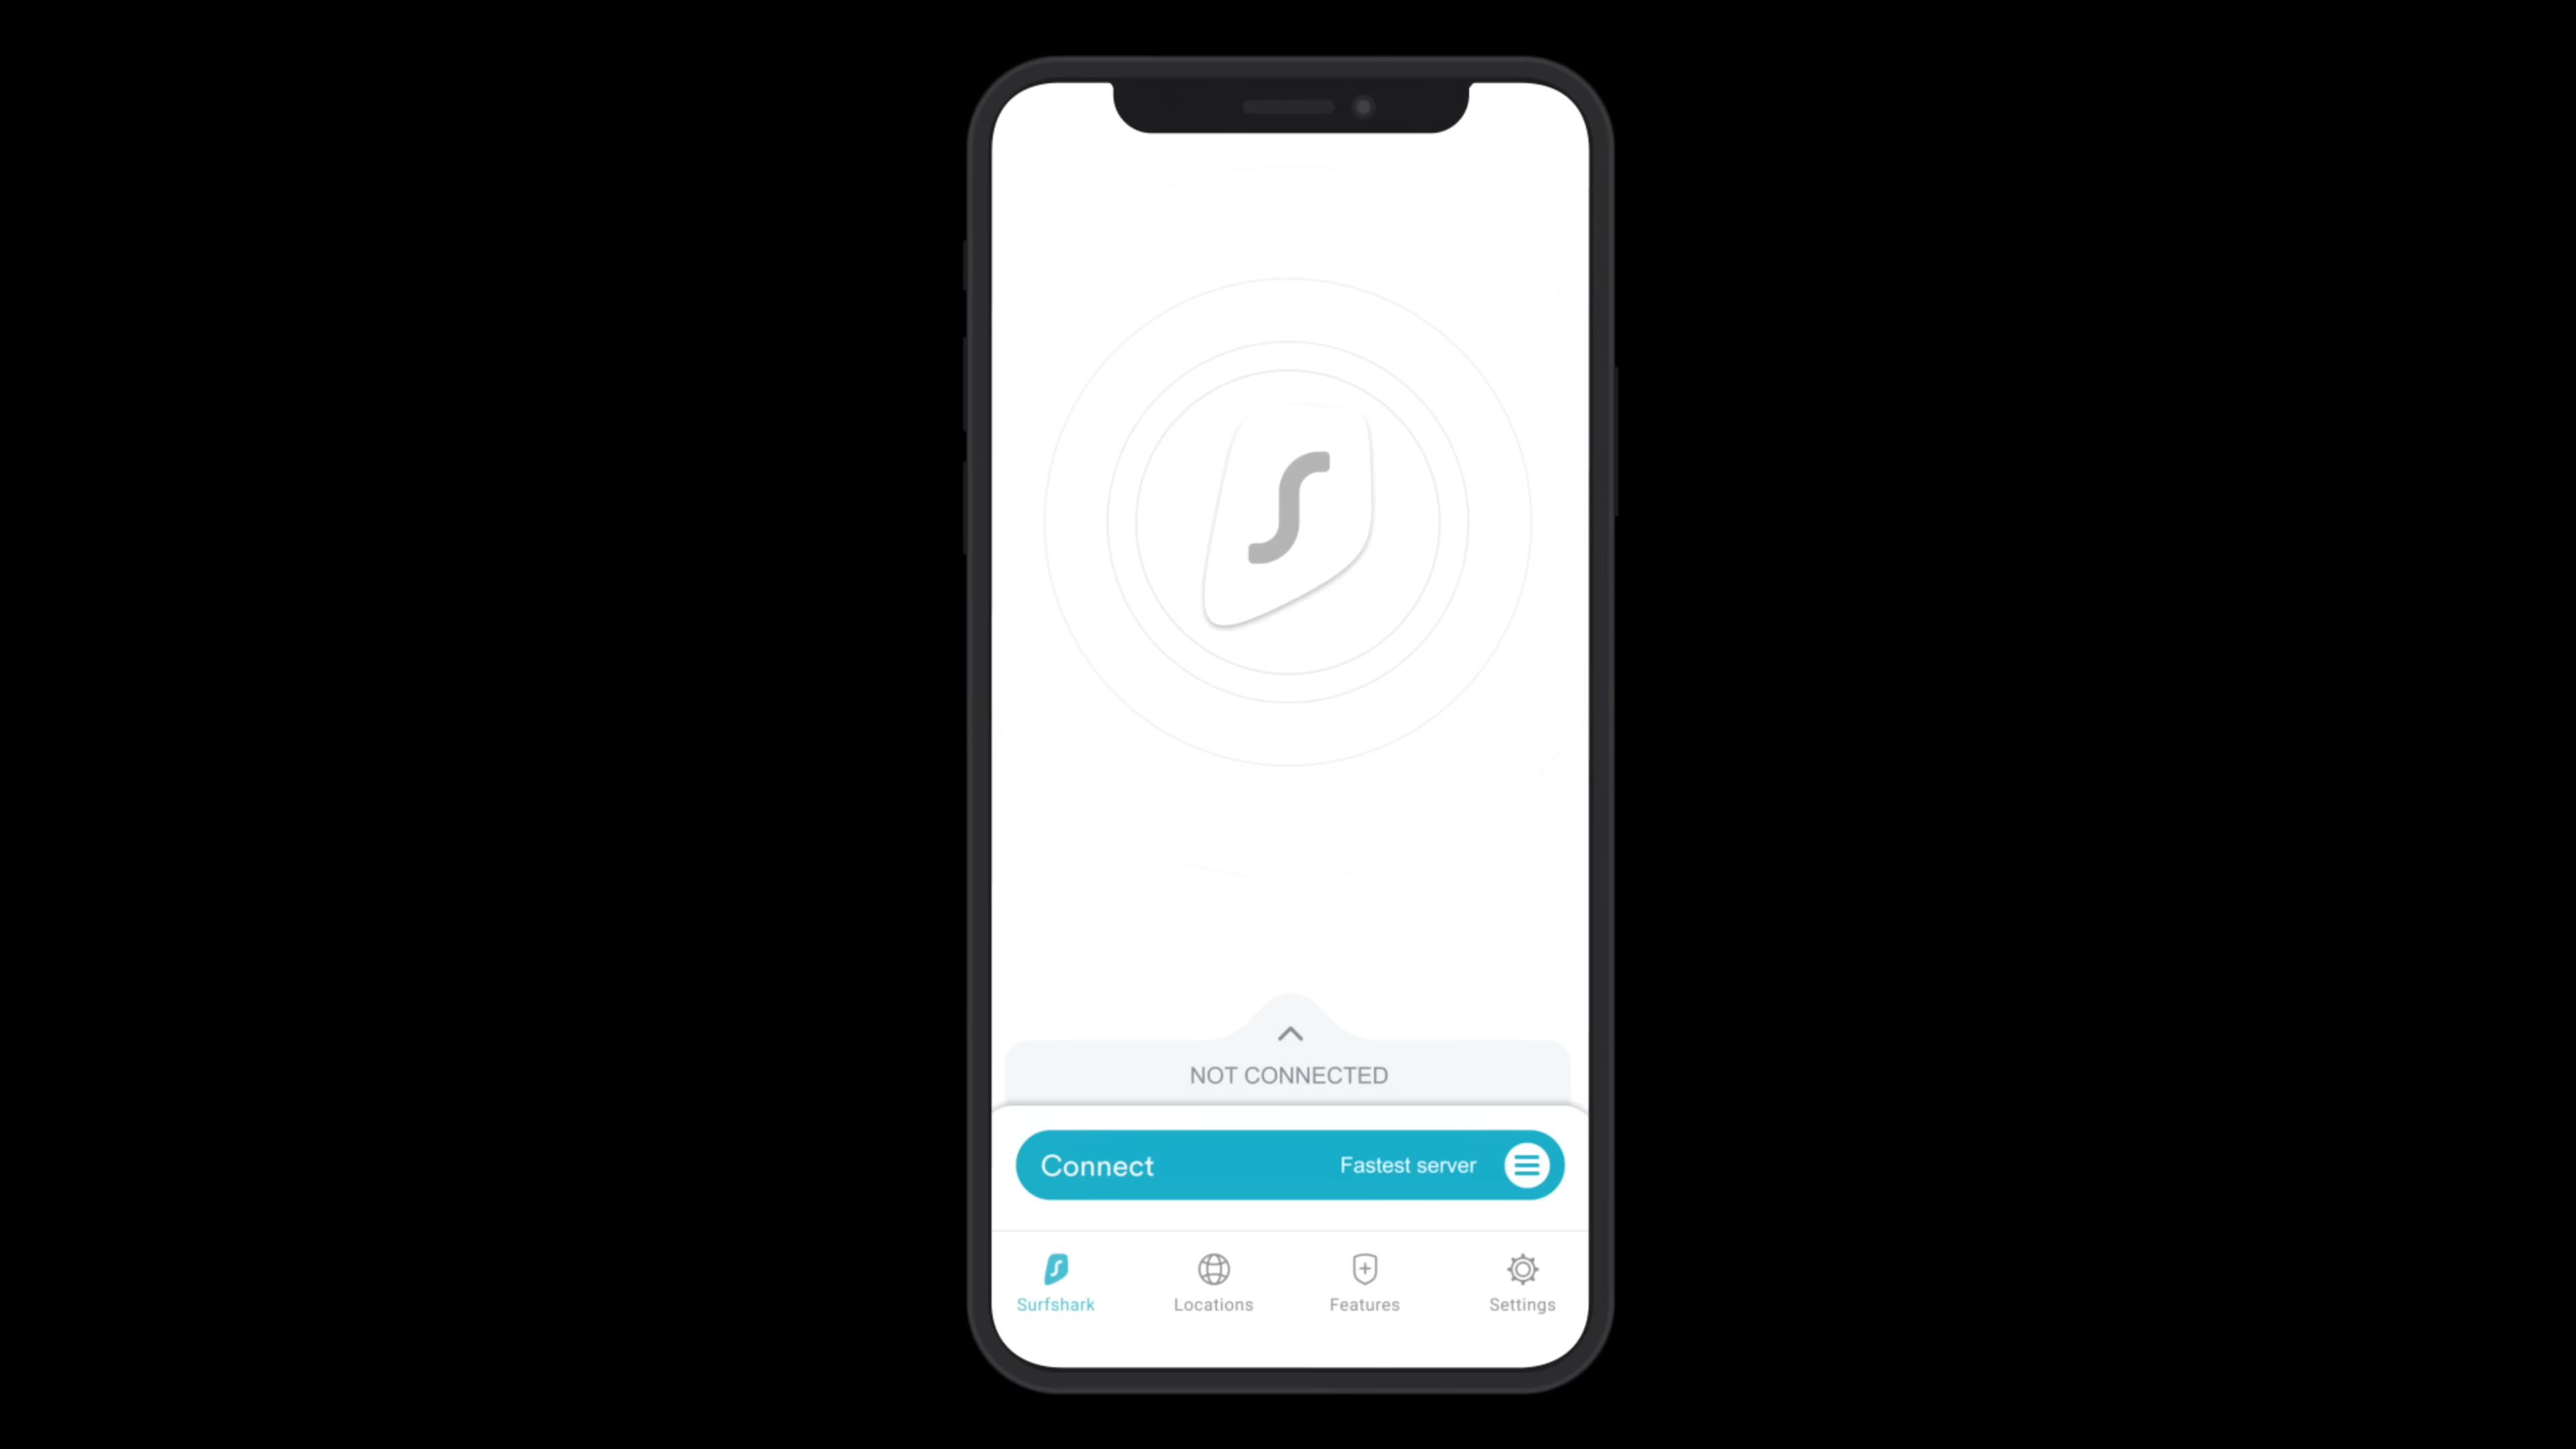 NOT CONNECTED
Connect
Fastest server
Surfshark
Locations
Features
Settings